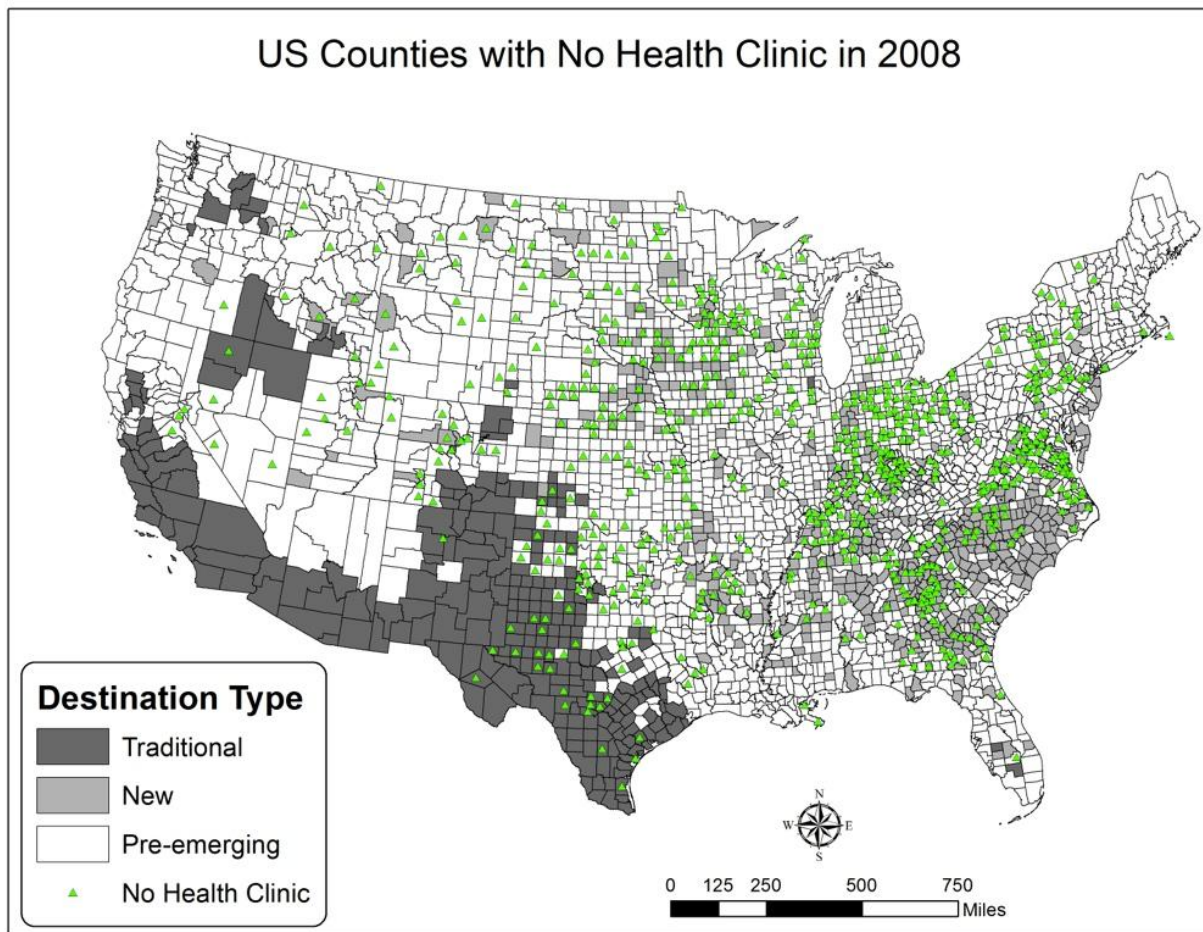 US Counties with No Health Clinic in 2008
Destination Type
Traditional
New
Pre-emerging
No Health Clinic
N
W E
S
0 125 250 500 750
Miles